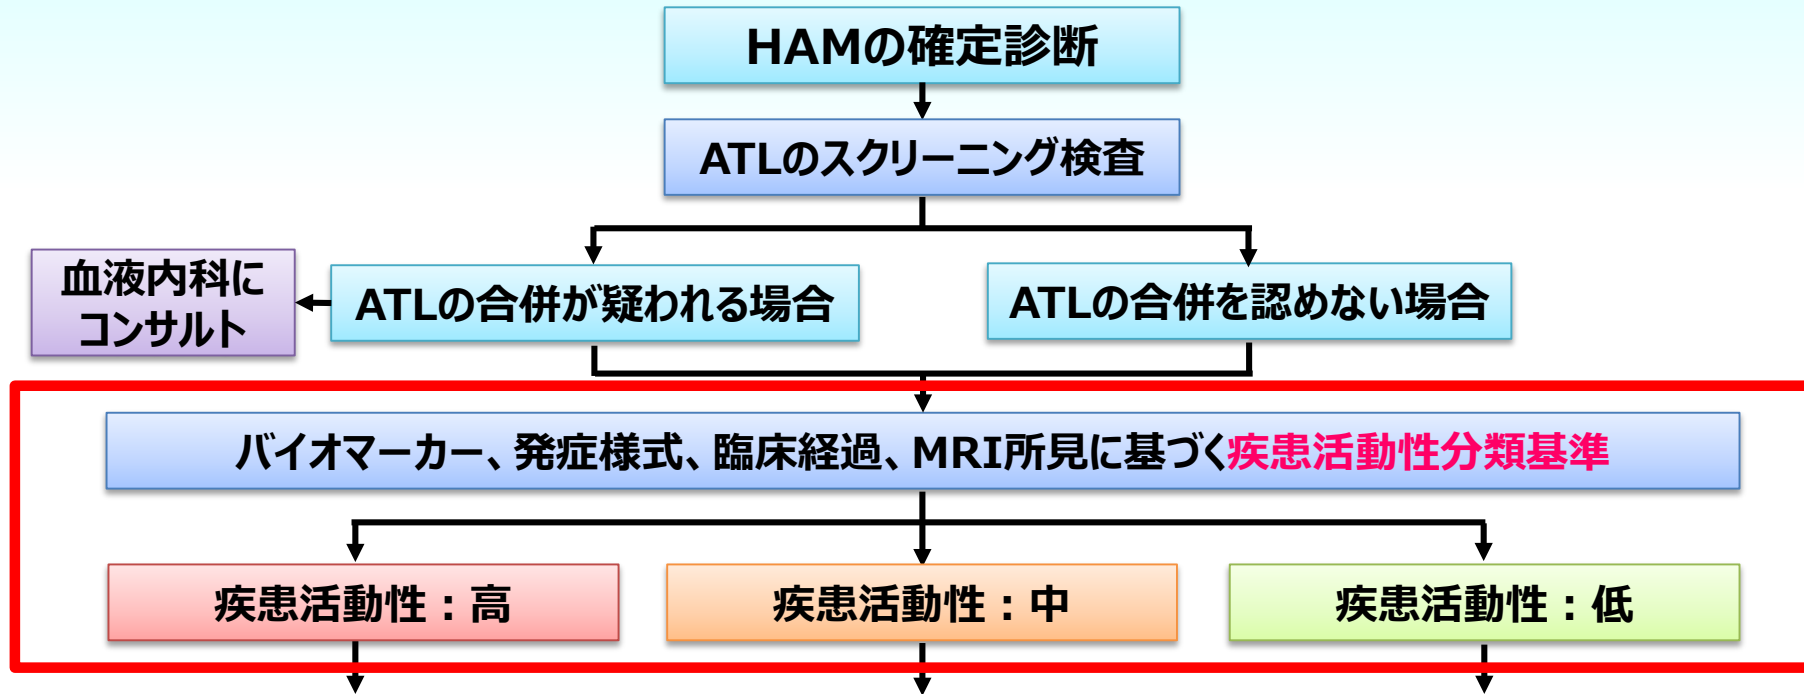 HAMの確定診断
ATLのスクリーニング検査
血液内科に
コンサルト
ATLの合併が疑われる場合
ATLの合併を認めない場合
バイオマーカー、発症様式、臨床経過、MRI所見に基づく疾患活動性分類基準
疾患活動性：高
疾患活動性：中
疾患活動性：低